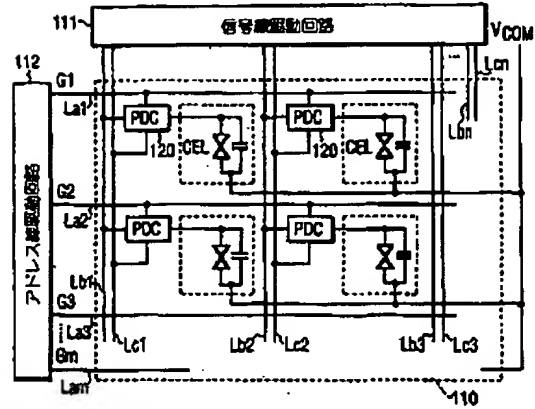 111
信号線駆動回路
VCOM
112
G1
La1
Lcn
Lbn
PDC
120
CEL
PDC
120
CEL
G2
La2
PDC
PDC
アドレス線駆動回路
Lb1
G3
La3
Lc1
Lb2
Lc2
Lb3
Lc3
Gm
Lam
110